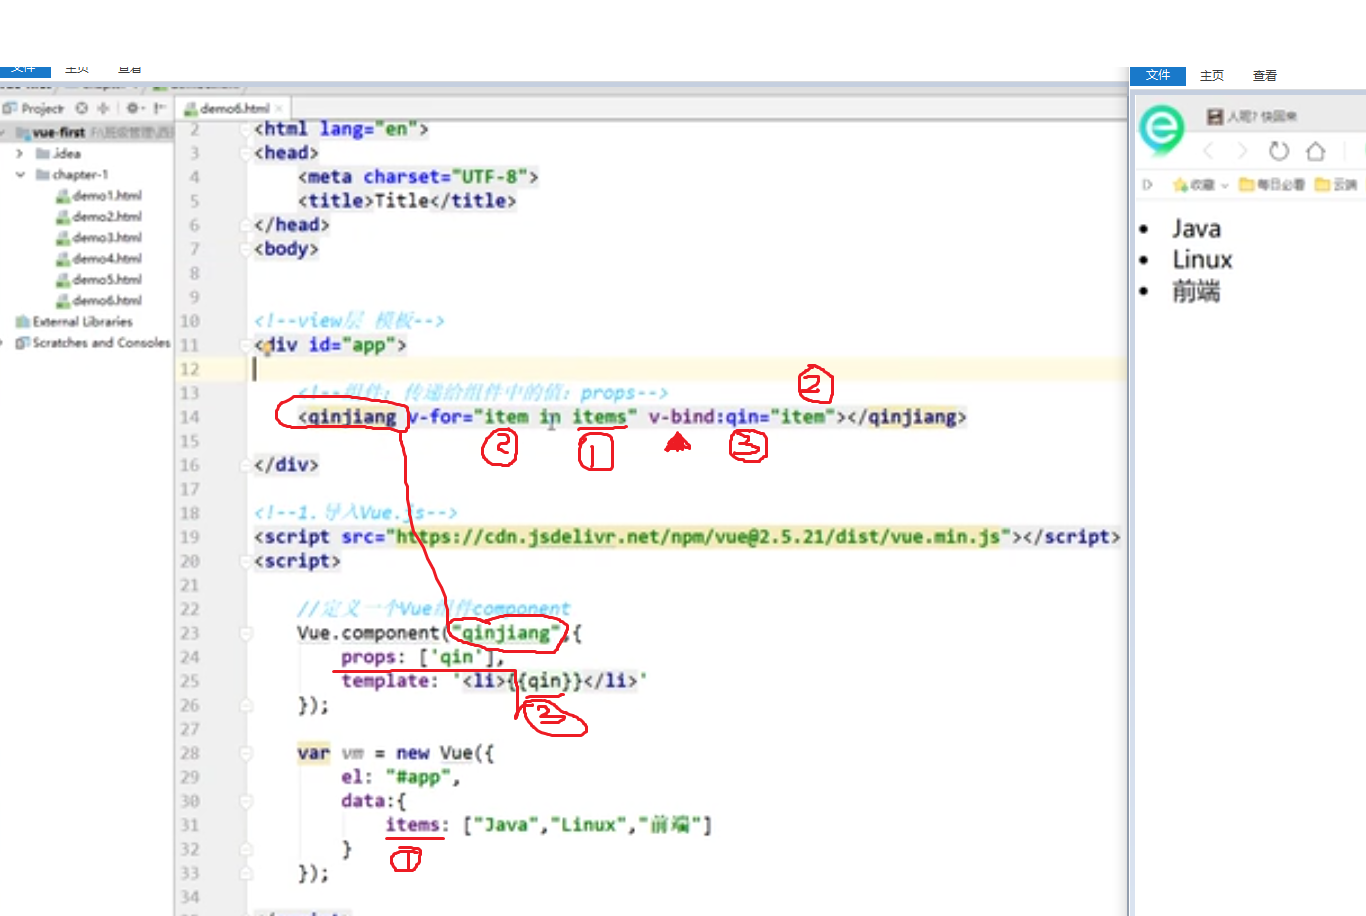 文件 主页 查看
文件 主页 查看
Project
demo6.html
人呢? 快回来
vue-first
.idea
chapter-1
demo1.html
demo2.html
demo3.html
demo4.html
demo5.html
demo6.html
External Libraries
Scratches and Consoles
收藏 每日必看 云端
Java
Linux
前端
2 <html lang="en">
3 <head>
4 <meta charset="UTF-8">
5 <title>Title</title>
6 </head>
7 <body>
8
9
10 <!--view层 模板-->
11 <div id="app">
12
13 <!--组件: 传递给组件中的值: props-->
2
14 <qinjiang v-for="item in items" v-bind:qin="item"></qinjiang>
2 1 3
15
16 </div>
17
18 <!--1.导入Vue.js-->
19 <script src="https://cdn.jsdelivr.net/npm/vue@2.5.21/dist/vue.min.js"></script>
20 <script>
21
22 //定义一个Vue组件component
23 Vue.component("qinjiang",{
24 props: ['qin'],
25 template: '<li>{{qin}}</li>'
26 });
27
28 var vm = new Vue({
29 el: "#app",
30 data:{
31 items: ["Java","Linux","前端"]
32 }
1
33 });
34